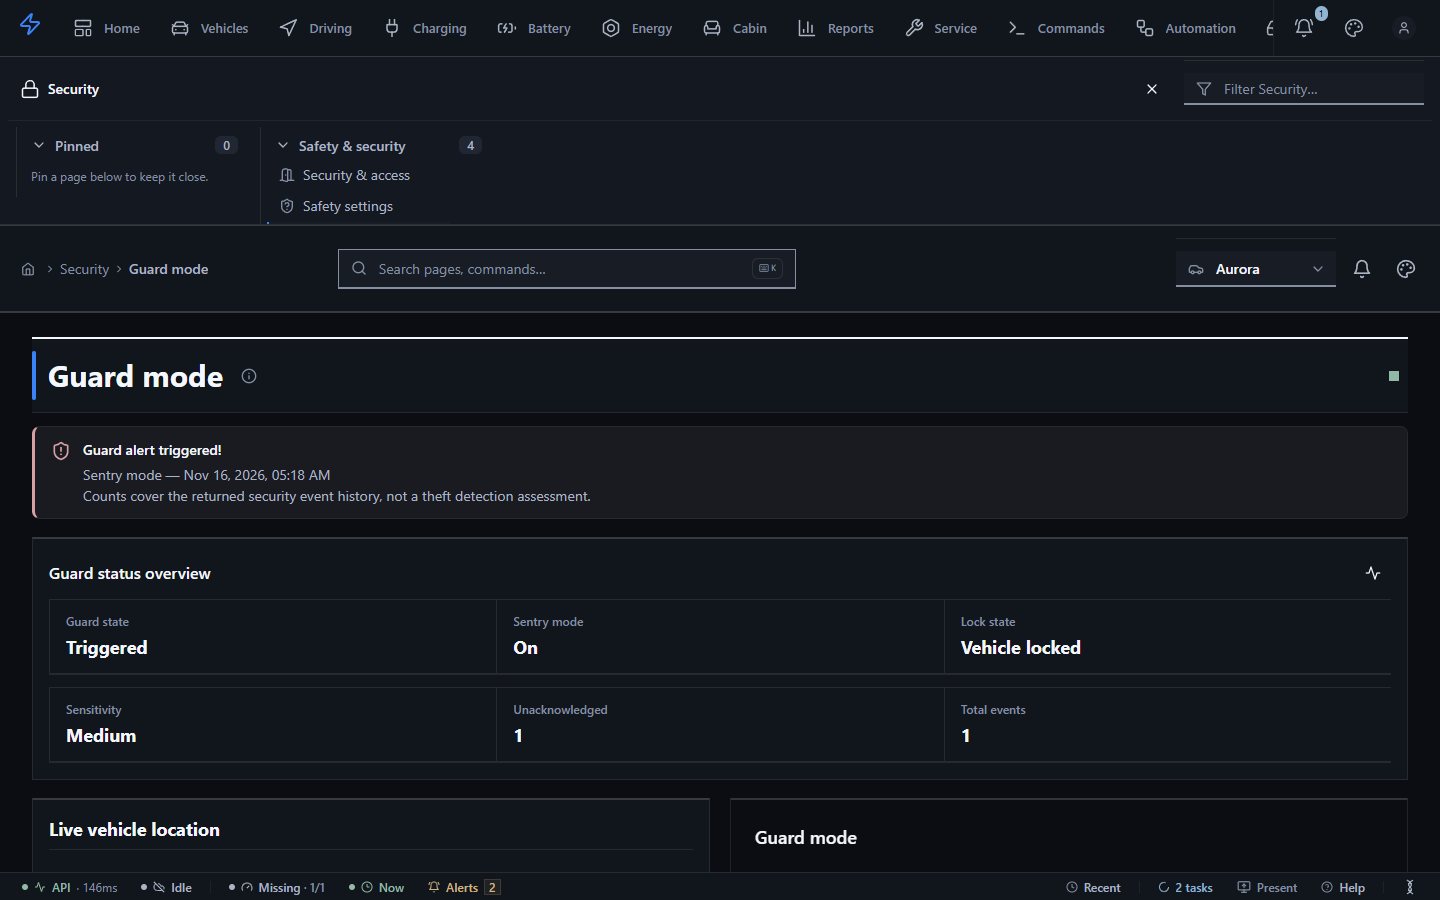 Home Vehicles Driving Charging Battery Energy Cabin Reports Service Commands Automation 1
Security
Filter Security...
Pinned 0
Pin a page below to keep it close.
Safety & security 4
Security & access
Safety settings
Security > Guard mode
Search pages, commands...
K
Aurora
Guard mode
Guard alert triggered!
Sentry mode — Nov 16, 2026, 05:18 AM
Counts cover the returned security event history, not a theft detection assessment.
Guard status overview
Guard state
Triggered
Sentry mode
On
Lock state
Vehicle locked
Sensitivity
Medium
Unacknowledged
1
Total events
1
Live vehicle location
Guard mode
API · 146ms Idle Missing · 1/1 Now Alerts 2 Recent 2 tasks Present Help